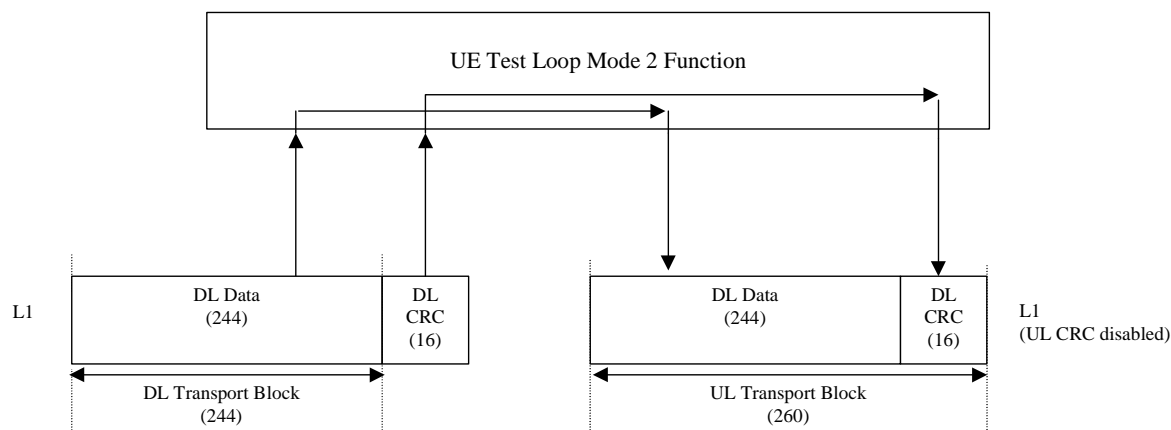 UE Test Loop Mode 2 Function
L1
DL Data
(244)
DL
CRC
(16)
DL Data
(244)
DL
CRC
(16)
L1
(UL CRC disabled)
DL Transport Block
(244)
UL Transport Block
(260)